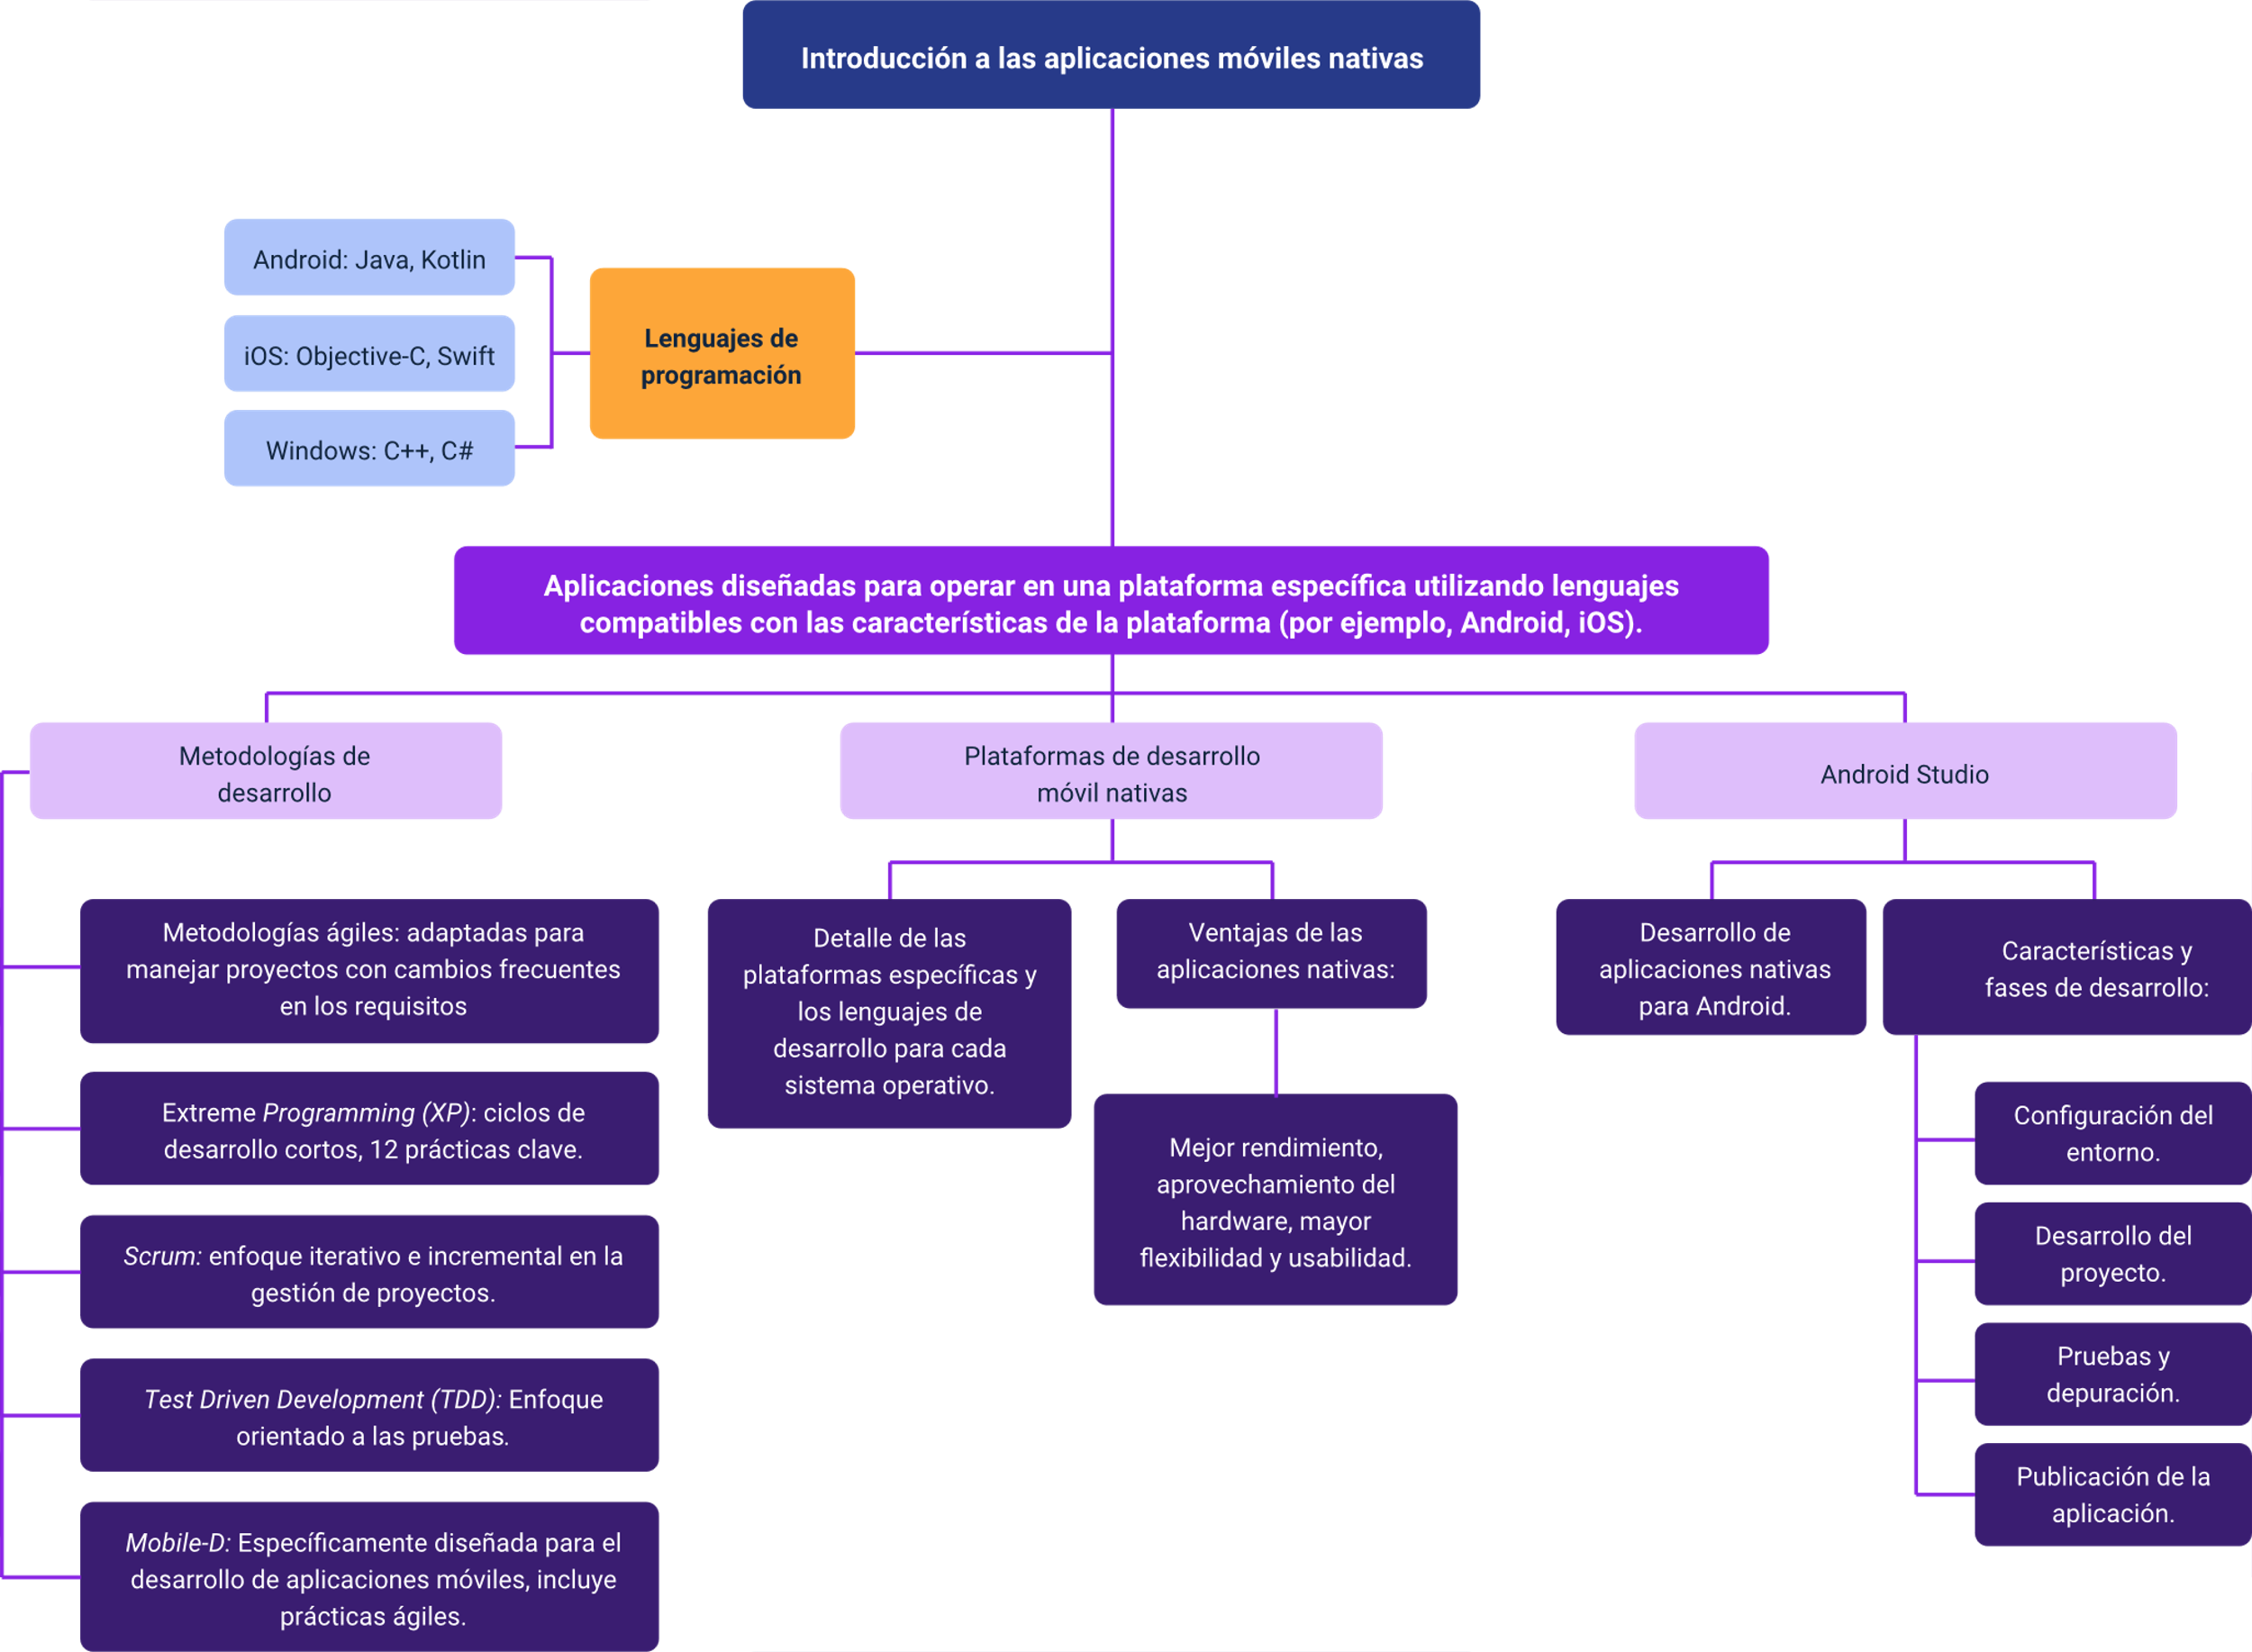 Introducción a las aplicaciones móviles nativas
Android: Java, Kotlin
iOS: Objective-C, Swift
Windows: C++, C#
Lenguajes de
programación
Aplicaciones diseñadas para operar en una plataforma específica utilizando lenguajes
compatibles con las características de la plataforma (por ejemplo, Android, iOS).
Metodologías de
desarrollo
Metodologías ágiles: adaptadas para
manejar proyectos con cambios frecuentes
en los requisitos
Extreme Programming (XP): ciclos de
desarrollo cortos, 12 prácticas clave.
Scrum: enfoque iterativo e incremental en la
gestión de proyectos.
Test Driven Development (TDD): Enfoque
orientado a las pruebas.
Mobile-D: Específicamente diseñada para el
desarrollo de aplicaciones móviles, incluye
prácticas ágiles.
Plataformas de desarrollo
móvil nativas
Detalle de las
plataformas específicas y
los lenguajes de
desarrollo para cada
sistema operativo.
Ventajas de las
aplicaciones nativas:
Mejor rendimiento,
aprovechamiento del
hardware, mayor
flexibilidad y usabilidad.
Android Studio
Desarrollo de
aplicaciones nativas
para Android.
Características y
fases de desarrollo:
Configuración del
entorno.
Desarrollo del
proyecto.
Pruebas y
depuración.
Publicación de la
aplicación.